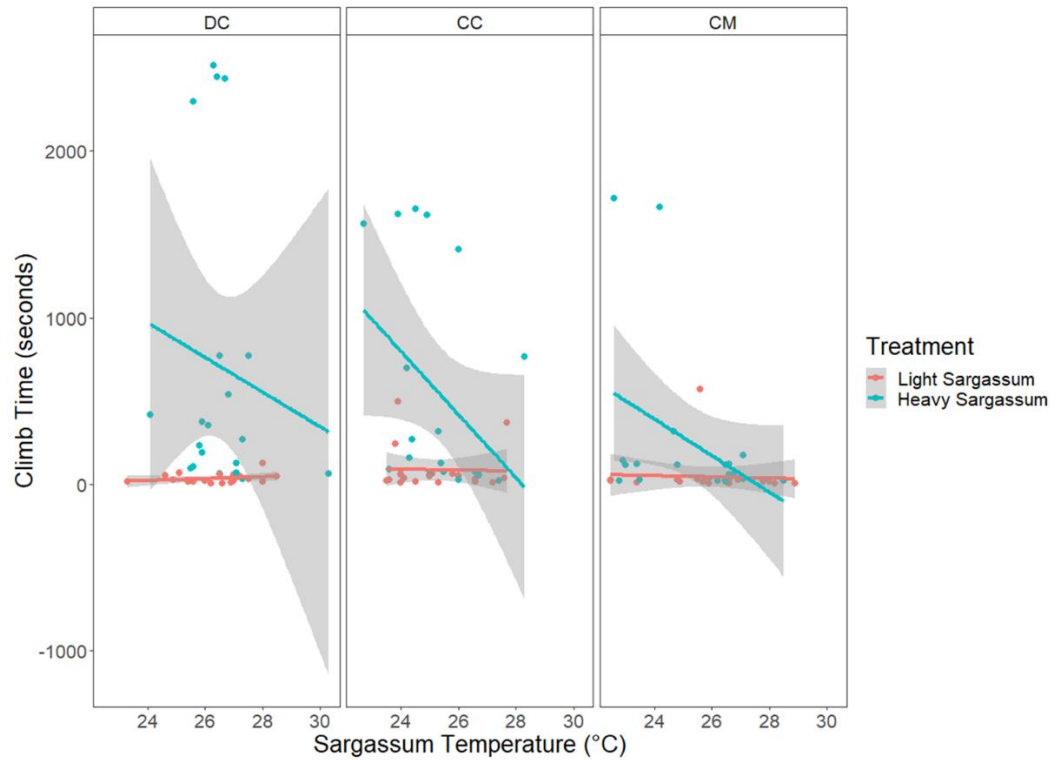 DC CC CM
2000
1000
0
-1000
Climb Time (seconds)
24 26 28 30 24 26 28 30 24 26 28 30
Sargassum Temperature (°C)
Treatment
Light Sargassum
Heavy Sargassum